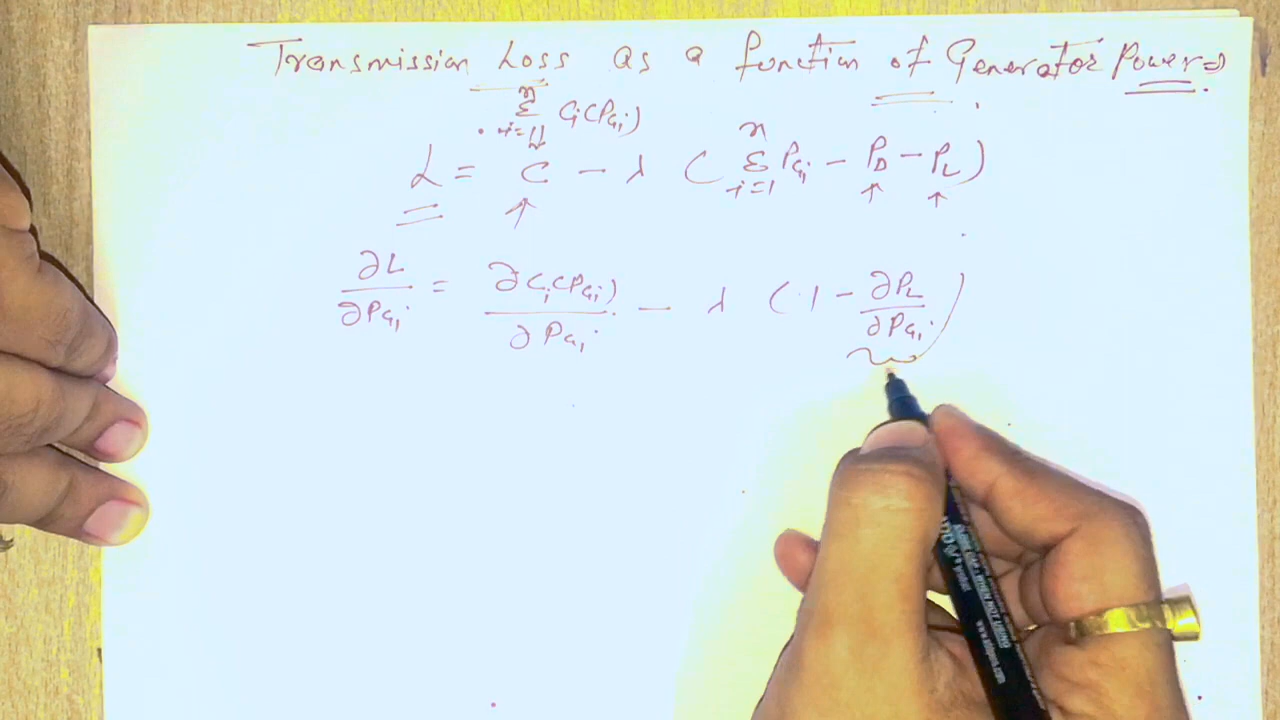 Transmission Loss as a function of Generator Powers.
n Σ i=1 Ci(PGi)
ℒ = C - λ ( n Σ i=1 PGi - PD - PL )
∂ℒ/∂PGi = ∂Ci(PGi)/∂PGi - λ ( 1 - ∂PL/∂PGi )